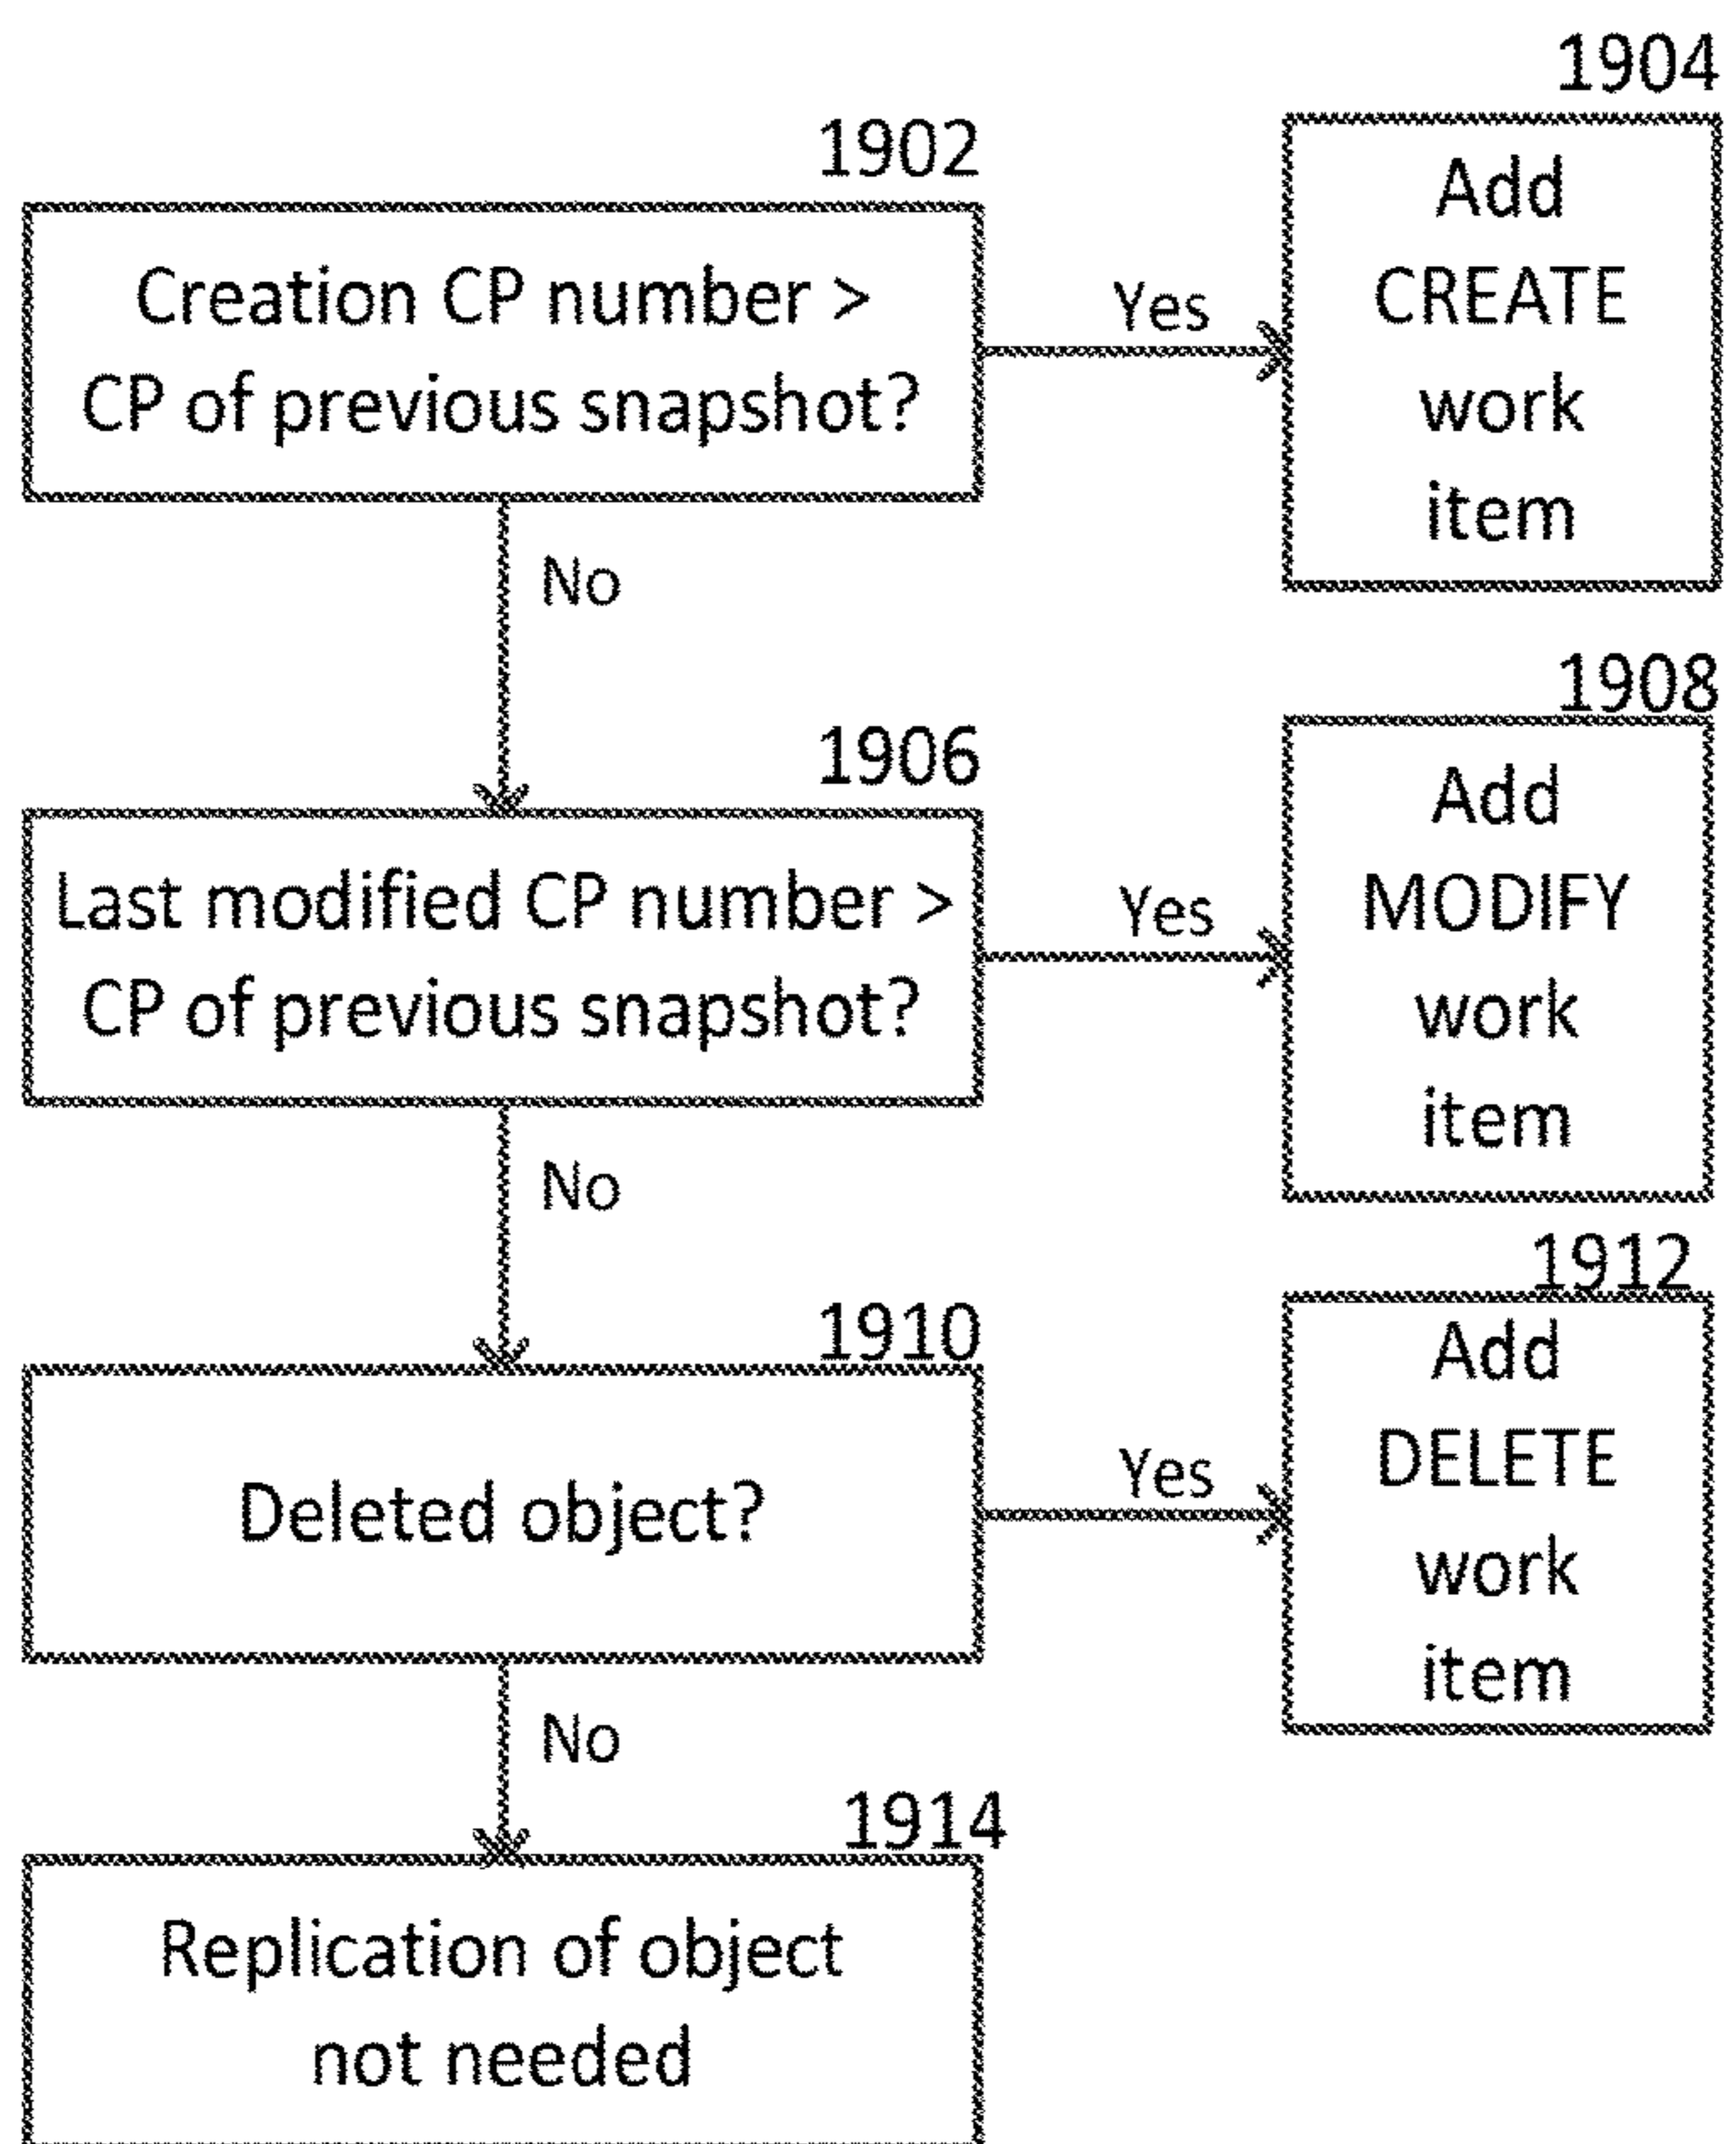 1902
Creation CP number >
CP of previous snapshot?
Yes
1904
Add
CREATE
work
item
No
1906
Last modified CP number >
CP of previous snapshot?
Yes
1908
Add
MODIFY
work
item
No
1910
Deleted object?
Yes
1912
Add
DELETE
work
item
No
1914
Replication of object
not needed